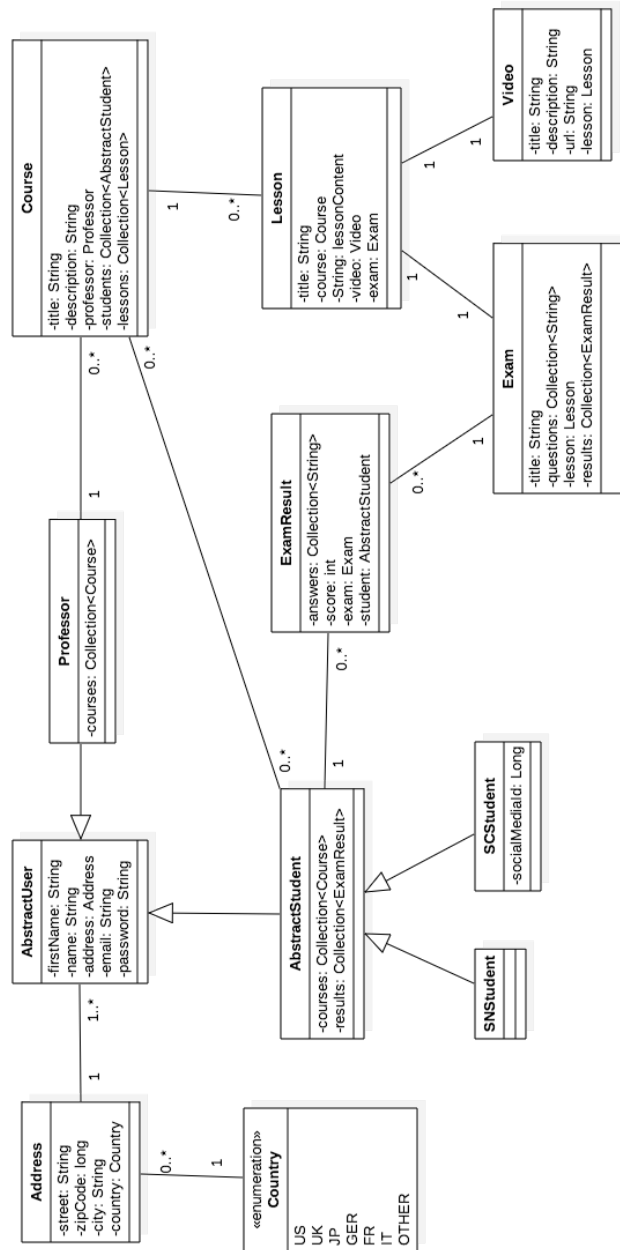 Address
-street: String
-zipCode: long
-city: String
-country: Country
1
1..*
AbstractUser
-firstName: String
-name: String
-address: Address
-email: String
-password: String
Professor
-courses: Collection<Course>
1
0..*
Course
-title: String
-description: String
-professor: Professor
-students: Collection<AbstractStudent>
-lessons: Collection<Lesson>
0..*
1
0..*
0..*
1
0..*
«enumeration»
Country
US
UK
JP
GER
FR
IT
OTHER
AbstractStudent
-courses: Collection<Course>
-results: Collection<ExamResult>
1
0..*
ExamResult
-answers: Collection<String>
-score: int
-exam: Exam
-student: AbstractStudent
Lesson
-title: String
-course: Course
-String: lessonContent
-video: Video
-exam: Exam
0..*
1
1
1
1
1
SNStudent
SCStudent
-socialMediaId: Long
Exam
-title: String
-questions: Collection<String>
-lesson: Lesson
-results: Collection<ExamResult>
Video
-title: String
-description: String
-url: String
-lesson: Lesson